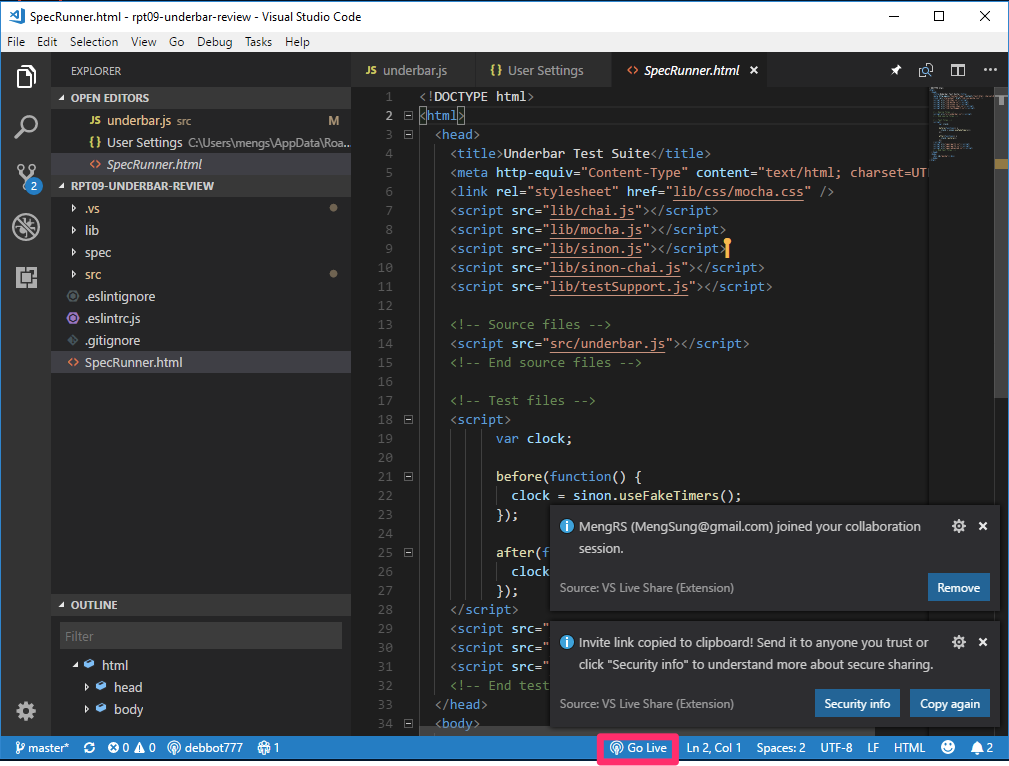 SpecRunner.html - rpt09-underbar-review - Visual Studio Code
File Edit Selection View Go Debug Tasks Help
EXPLORER
OPEN EDITORS
JS underbar.js src M
{} User Settings C:\Users\mengs\AppData\Roa...
<> SpecRunner.html
2
RPT09-UNDERBAR-REVIEW
.vs
lib
spec
src
.eslintignore
.eslintrc.js
.gitignore
<> SpecRunner.html
OUTLINE
Filter
html
head
body
JS underbar.js {} User Settings <> SpecRunner.html
1 <!DOCTYPE html>
2 <html>
3 <head>
4 <title>Underbar Test Suite</title>
5 <meta http-equiv="Content-Type" content="text/html; charset=UT
6 <link rel="stylesheet" href="lib/css/mocha.css" />
7 <script src="lib/chai.js"></script>
8 <script src="lib/mocha.js"></script>
9 <script src="lib/sinon.js"></script>
10 <script src="lib/sinon-chai.js"></script>
11 <script src="lib/testSupport.js"></script>
12
13 <!-- Source files -->
14 <script src="src/underbar.js"></script>
15 <!-- End source files -->
16
17 <!-- Test files -->
18 <script>
19 var clock;
20
21 before(function() {
22 clock = sinon.useFakeTimers();
23 });
24
25 after(f
26 clock
27 });
28 </script>
29 <script src="
30 <script src="
31 <script src="
32 <!-- End test
33 </head>
34 <body>
MengRS (MengSung@gmail.com) joined your collaboration
session.
Source: VS Live Share (Extension)
Remove
Invite link copied to clipboard! Send it to anyone you trust or
click "Security info" to understand more about secure sharing.
Source: VS Live Share (Extension)
Security info Copy again
master* 0 0 debbot777 1 Go Live Ln 2, Col 1 Spaces: 2 UTF-8 LF HTML 2